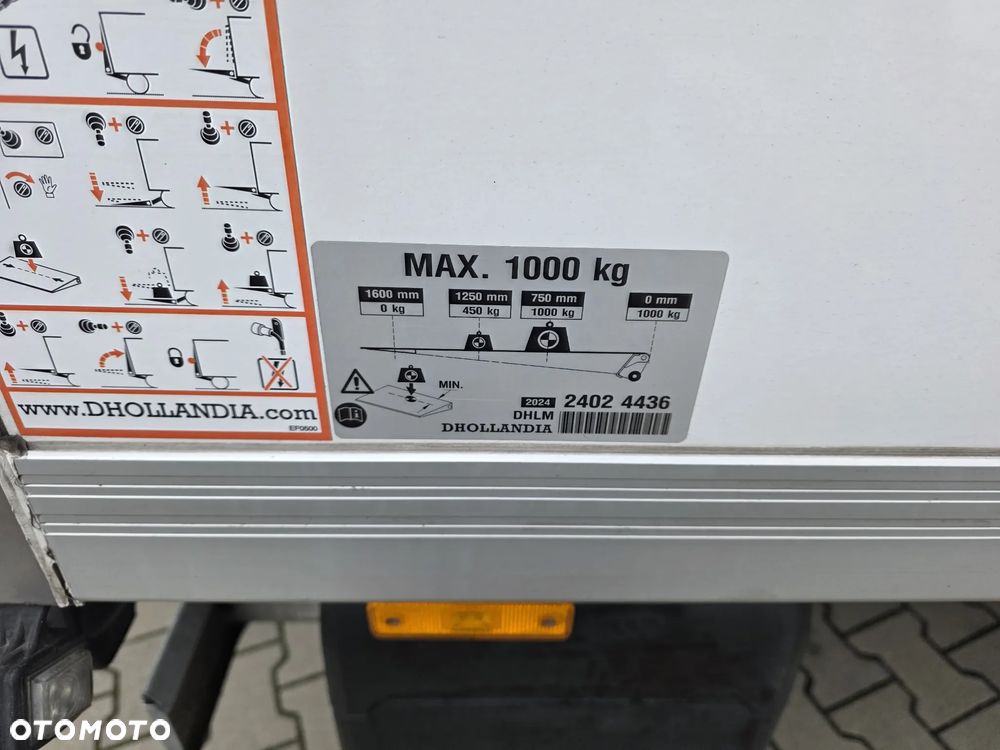 MAX. 1000 kg
1600 mm 1250 mm 750 mm 0 mm
0 kg 450 kg 1000 kg 1000 kg
MIN.
2024 2402 4436
DHLM
DHOLLANDIA
www.DHOLLANDIA.com
EF0500
OTOMOTO